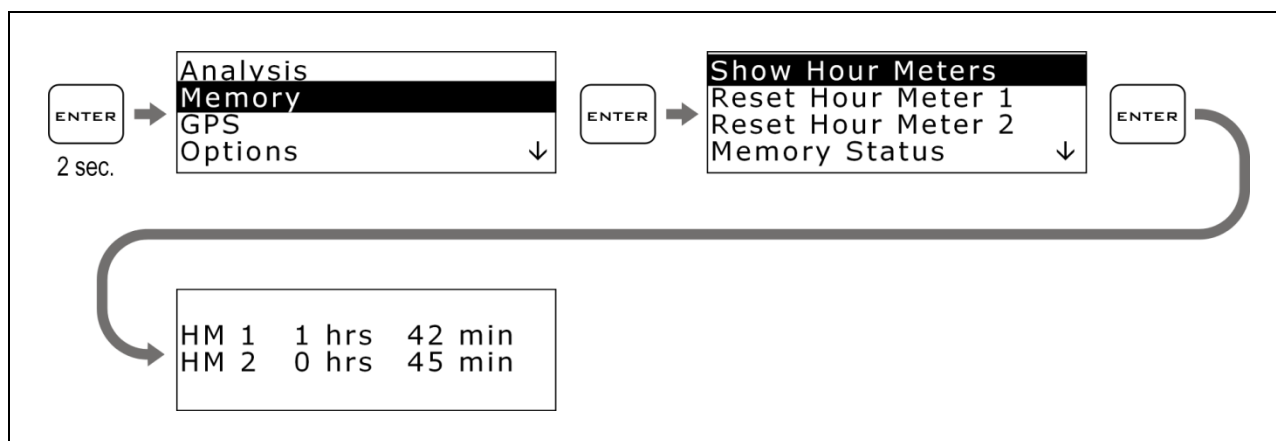 ENTER
2 sec.
Analysis
Memory
GPS
Options ↓
ENTER
Show Hour Meters
Reset Hour Meter 1
Reset Hour Meter 2
Memory Status ↓
ENTER
HM 1 1 hrs 42 min
HM 2 0 hrs 45 min